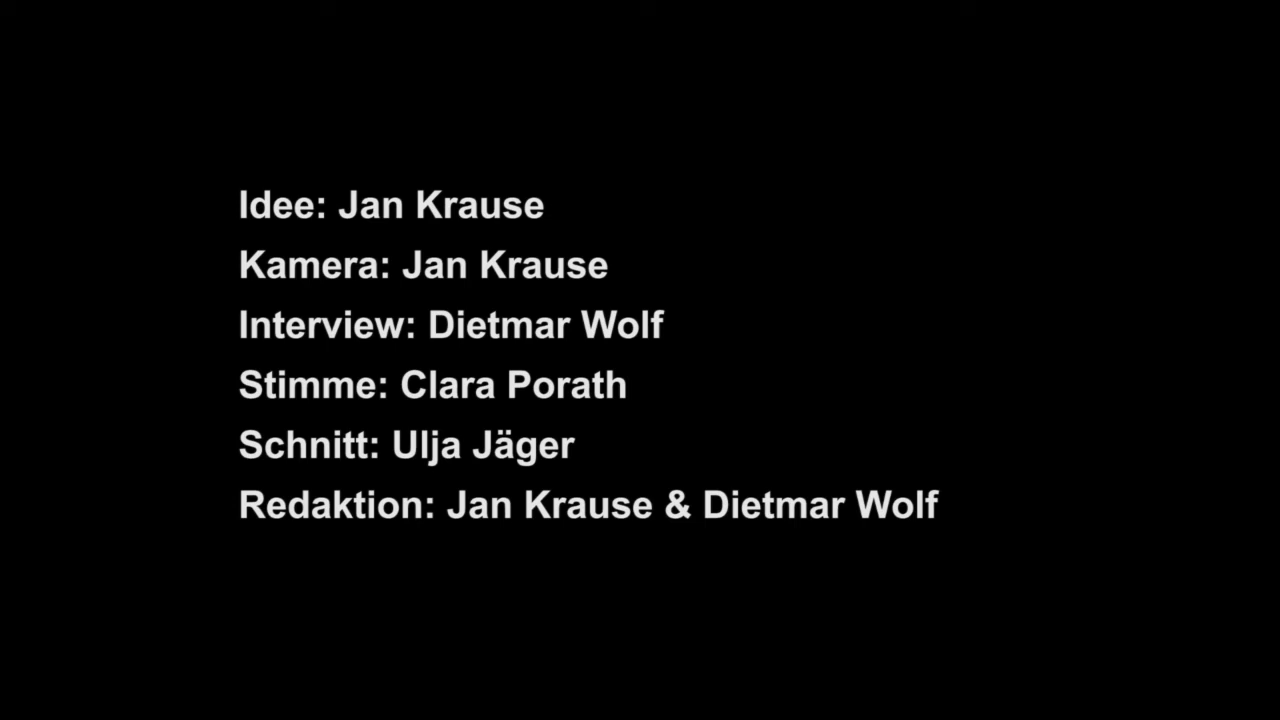 Idee: Jan Krause
Kamera: Jan Krause
Interview: Dietmar Wolf
Stimme: Clara Porath
Schnitt: Ulja Jäger
Redaktion: Jan Krause & Dietmar Wolf